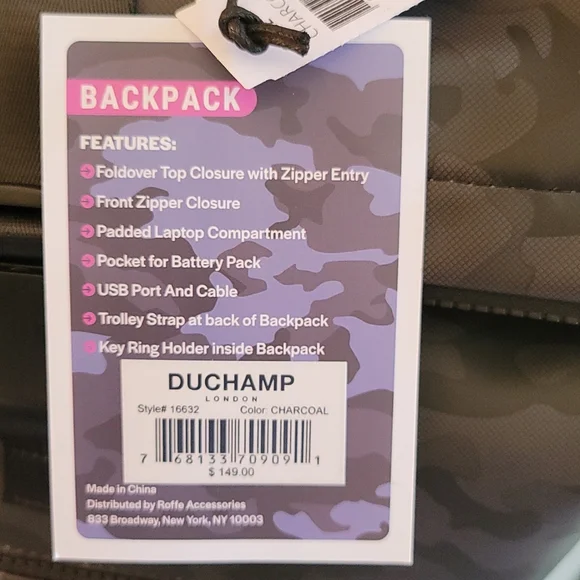 CHARCO
BACKPACK
FEATURES:
Foldover Top Closure with Zipper Entry
Front Zipper Closure
Padded Laptop Compartment
Pocket for Battery Pack
USB Port And Cable
Trolley Strap at back of Backpack
Key Ring Holder inside Backpack
DUCHAMP
LONDON
Style# 16632 Color: CHARCOAL
7 68133 70909 1
$ 149.00
Made in China
Distributed by Roffe Accessories
833 Broadway, New York, NY 10003